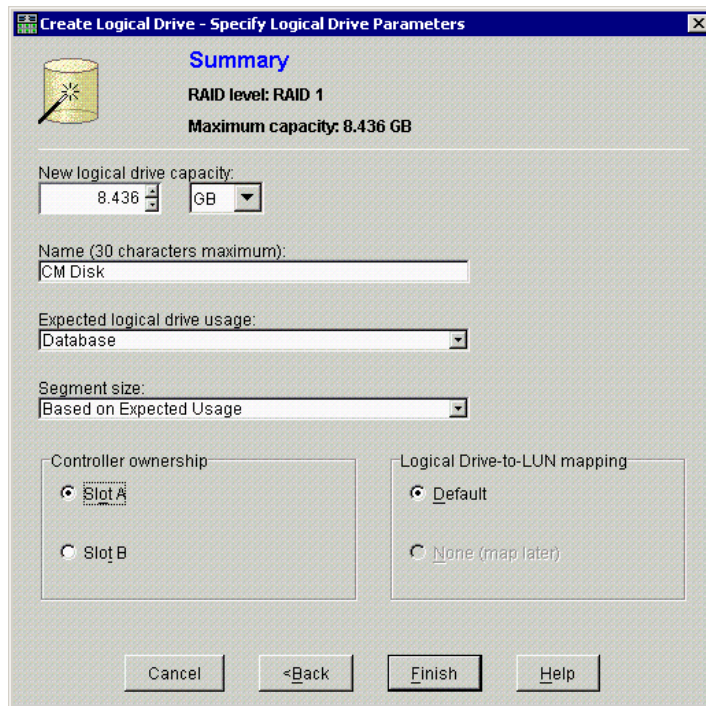 Create Logical Drive - Specify Logical Drive Parameters
Summary
RAID level: RAID 1
Maximum capacity: 8.436 GB
New logical drive capacity:
8.436 GB
Name (30 characters maximum):
CM Disk
Expected logical drive usage:
Database
Segment size:
Based on Expected Usage
Controller ownership
Slot A
Slot B
Logical Drive-to-LUN mapping
Default
None (map later)
Cancel <Back Finish Help